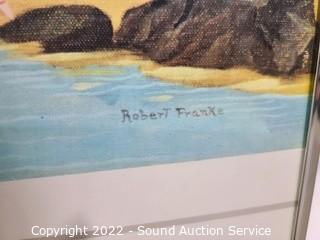 Robert Franke
Copyright 2022 - Sound Auction Service